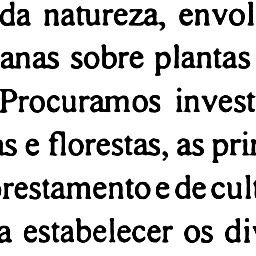 da natureza, envol
anas sobre plantas
Procuramos invest
as e florestas, as prin
orestamento e de cult
a estabelecer os div